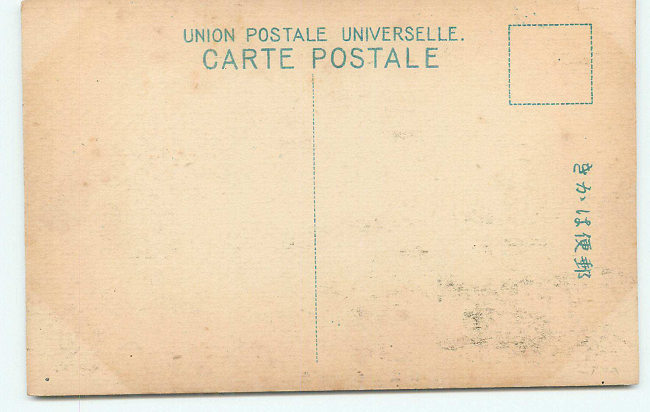 UNION POSTALE UNIVERSELLE.
CARTE POSTALE
郵便はかき